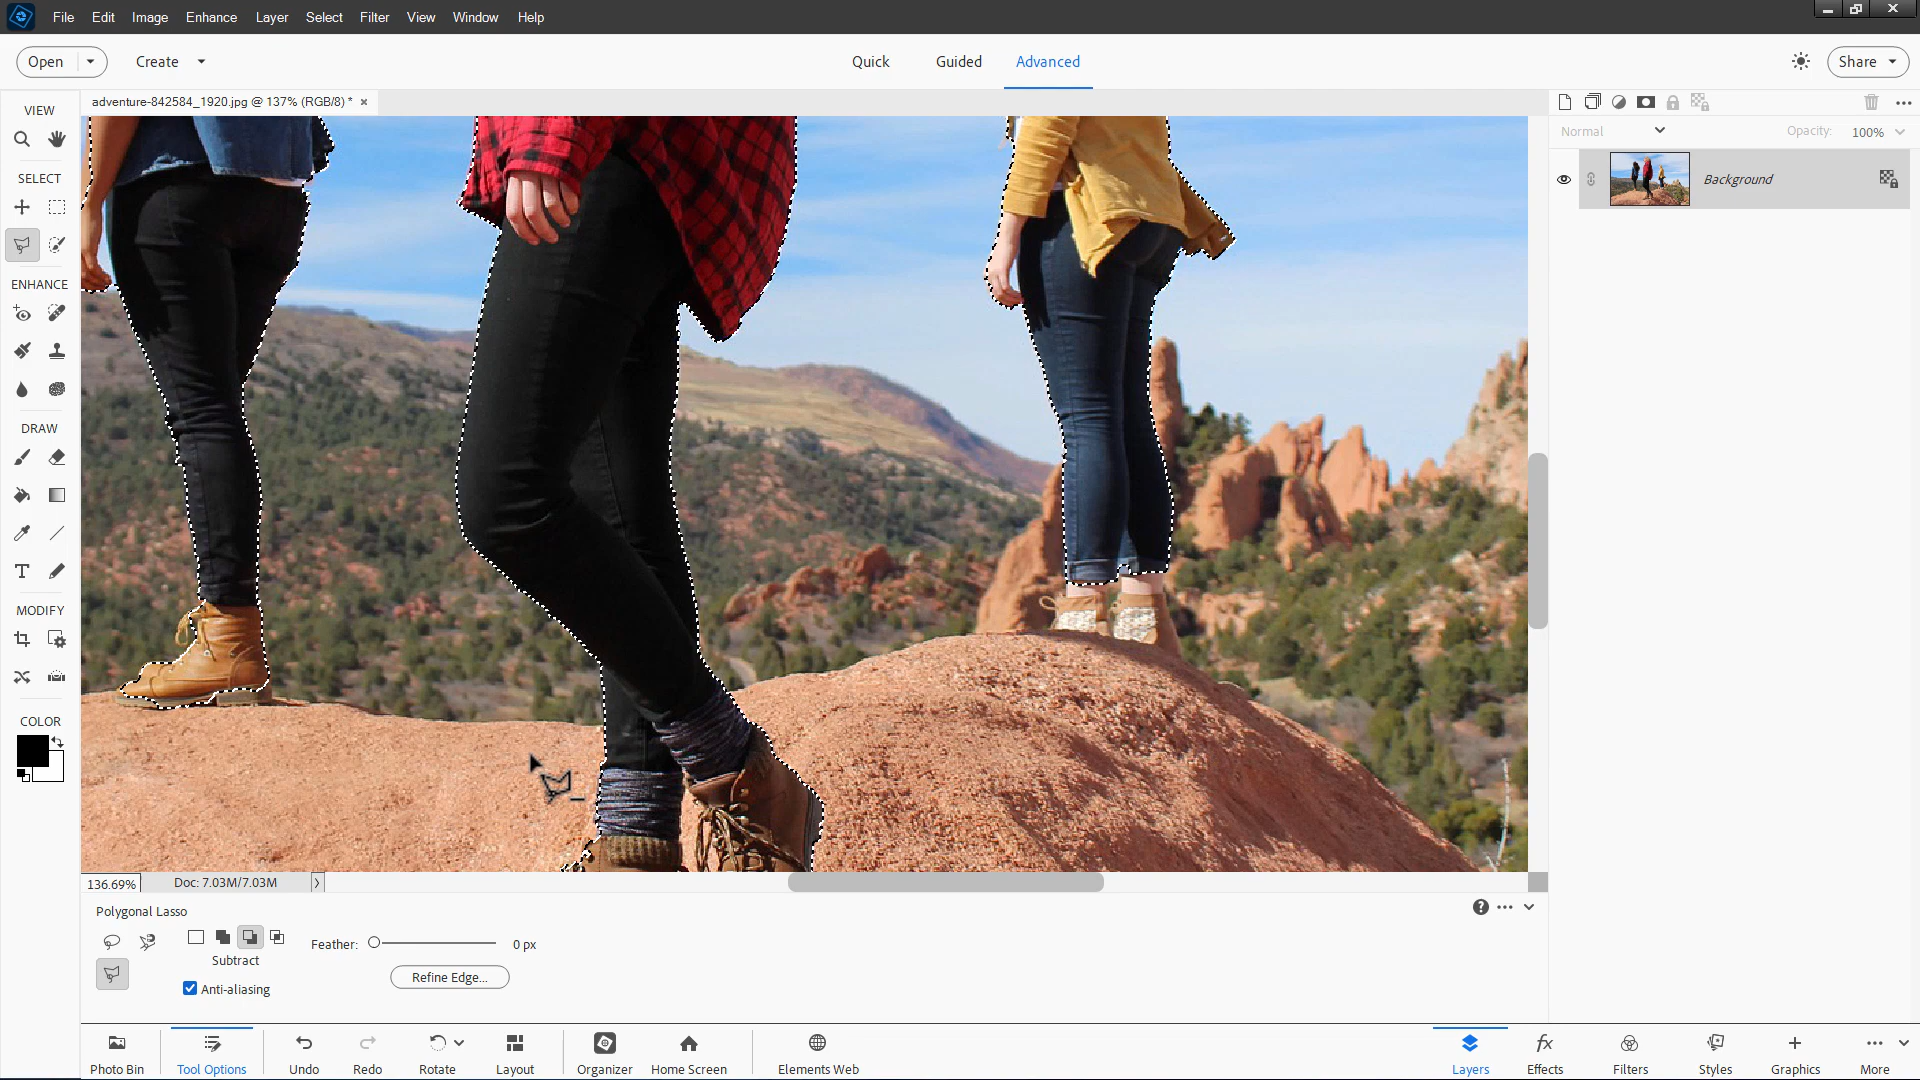 File Edit Image Enhance Layer Select Filter View Window Help
Open Create Quick Guided Advanced Share
VIEW adventure-842584_1920.jpg @ 137% (RGB/8) *
Normal Opacity: 100%
SELECT
Background
ENHANCE
DRAW
MODIFY
COLOR
136.69% Doc: 7.03M/7.03M
Polygonal Lasso
Feather: 0 px
Subtract
Refine Edge...
Anti-aliasing
Photo Bin Tool Options Undo Redo Rotate Layout Organizer Home Screen Elements Web Layers Effects Filters Styles Graphics More